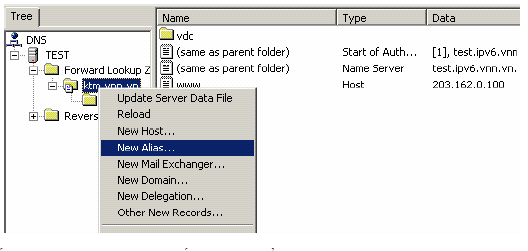 Tree
Name Type Data
DNS
TEST
Forward Lookup Z
ktm.vnn.vn
Revers
vdc
(same as parent folder) Start of Auth... [1], test.ipv6.vnn
(same as parent folder) Name Server test.ipv6.vnn.vn.
www Host 203.162.0.100
Update Server Data File
Reload
New Host...
New Alias...
New Mail Exchanger...
New Domain...
New Delegation...
Other New Records...